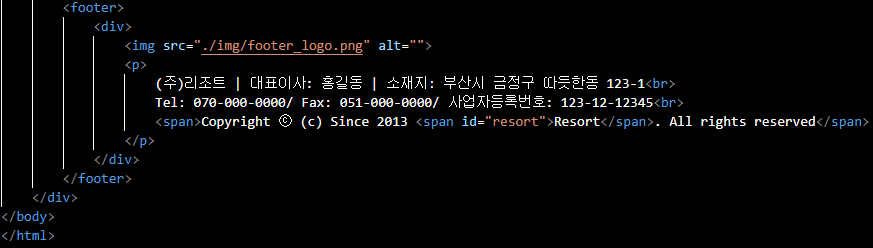 <footer>
<div>
<img src="./img/footer_logo.png" alt="">
<p>
(주)리조트 | 대표이사: 홍길동 | 소재지: 부산시 금정구 따듯한동 123-1<br>
Tel: 070-000-0000/ Fax: 051-000-0000/ 사업자등록번호: 123-12-12345<br>
<span>Copyright ⓒ (c) Since 2013 <span id="resort">Resort</span>. All rights reserved</span>
</p>
</div>
</footer>
</div>
</body>
</html>